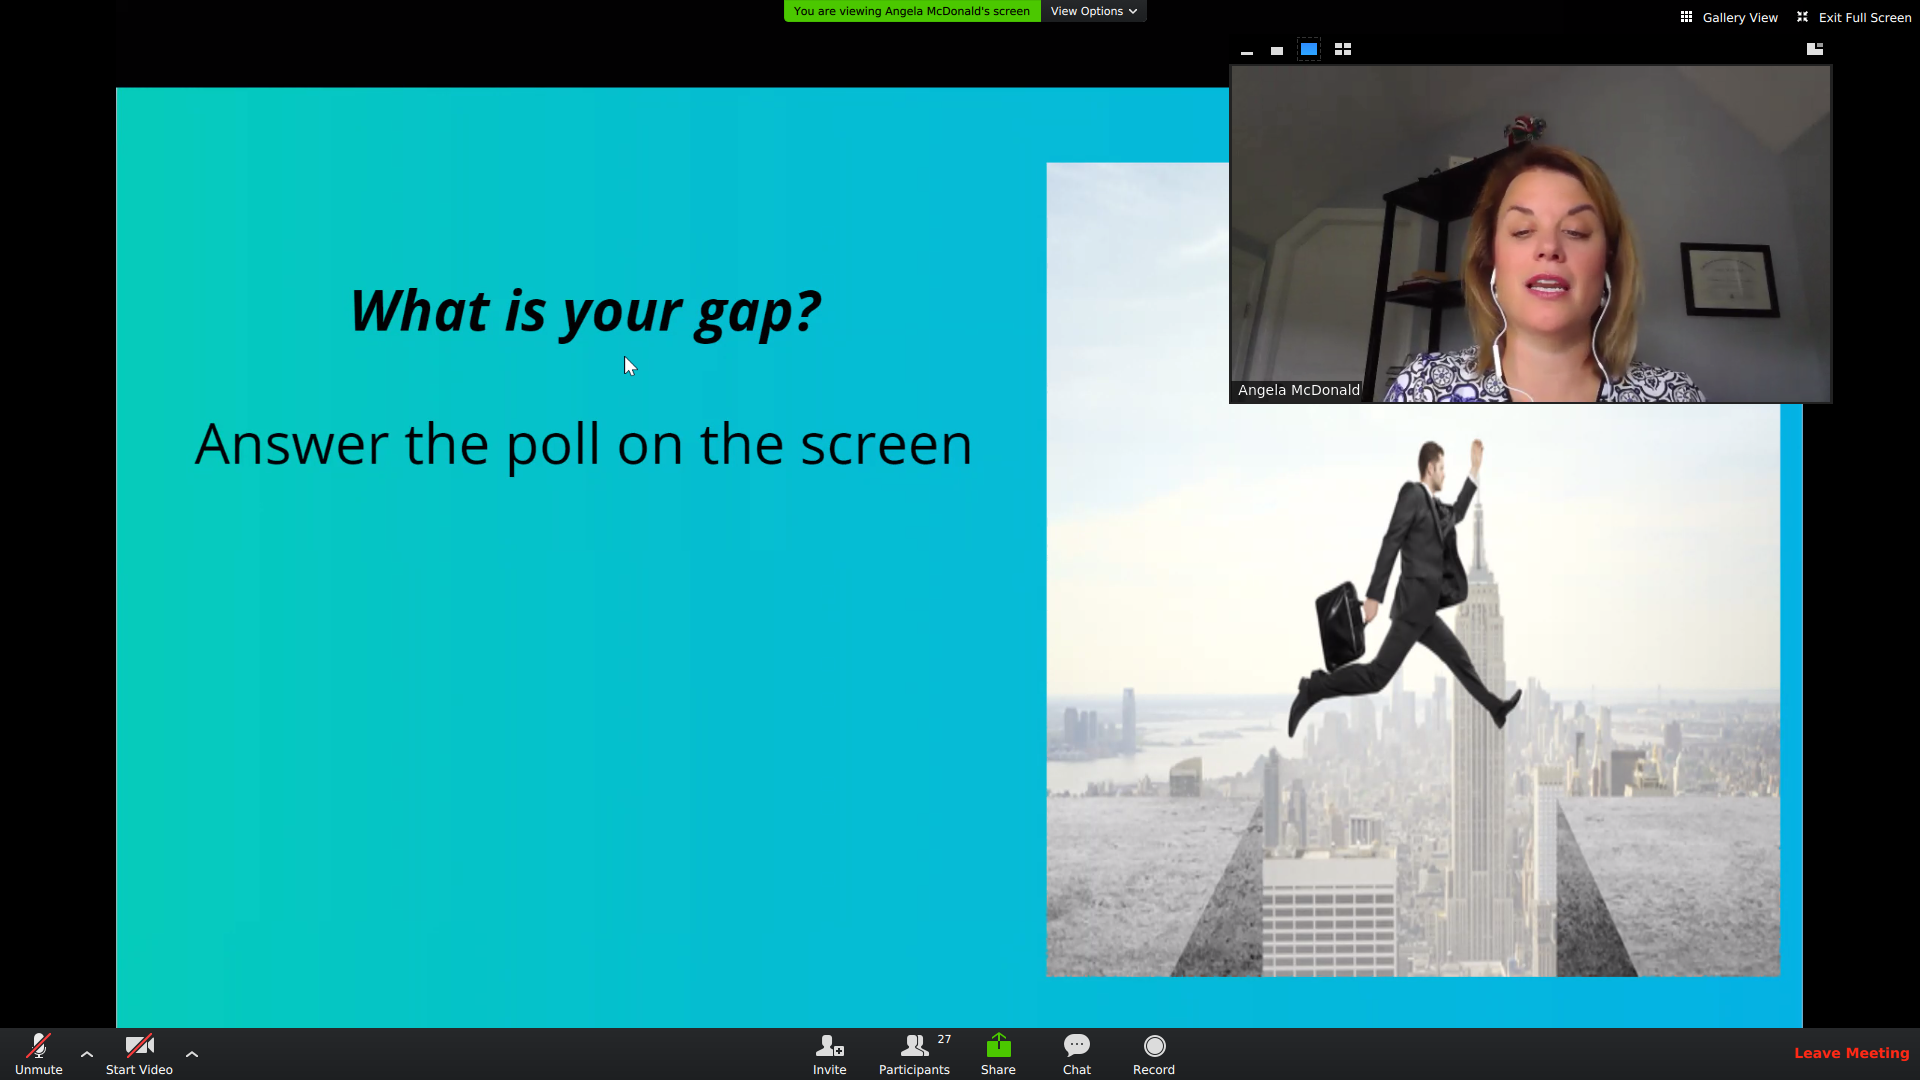 You are viewing Angela McDonald's screen
View Options
Gallery View
Exit Full Screen
Angela McDonald
What is your gap?
Answer the poll on the screen
Unmute
Start Video
Invite
Participants
27
Share
Chat
Record
Leave Meeting